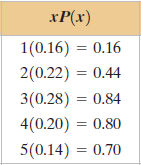 xP(x)
1(0.16) = 0.16
2(0.22) = 0.44
3(0.28) = 0.84
4(0.20) = 0.80
5(0.14) = 0.70